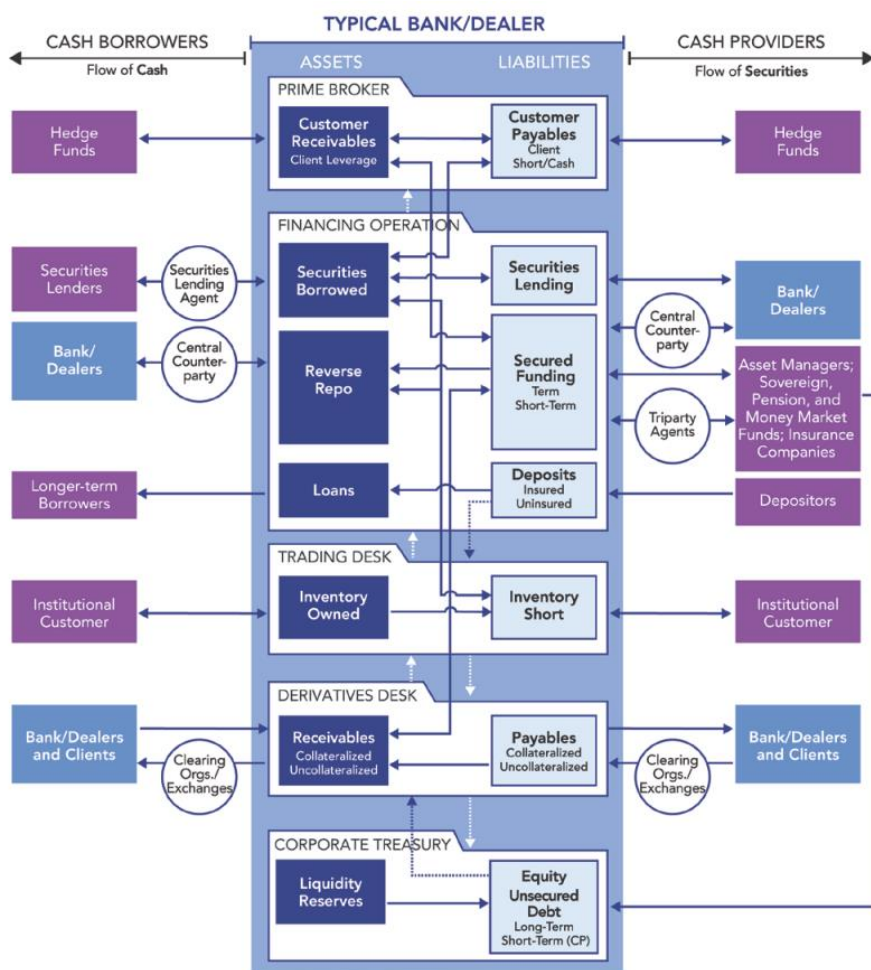 TYPICAL BANK/DEALER
CASH BORROWERS
Flow of Cash
ASSETS
LIABILITIES
CASH PROVIDERS
Flow of Securities
PRIME BROKER
Hedge
Funds
Customer
Receivables
Client Leverage
Customer
Payables
Client
Short/Cash
Hedge
Funds
FINANCING OPERATION
Securities
Lenders
Securities
Lending
Agent
Securities
Borrowed
Securities
Lending
Bank/
Dealers
Bank/
Dealers
Central
Counter-
party
Reverse
Repo
Secured
Funding
Term
Short-Term
Central
Counter-
party
Triparty
Agents
Asset Managers;
Sovereign,
Pension, and
Money Market
Funds; Insurance
Companies
Longer-term
Borrowers
Loans
Deposits
Insured
Uninsured
Depositors
TRADING DESK
Institutional
Customer
Inventory
Owned
Inventory
Short
Institutional
Customer
DERIVATIVES DESK
Bank/Dealers
and Clients
Clearing
Orgs./
Exchanges
Receivables
Collateralized
Uncollateralized
Payables
Collateralized
Uncollateralized
Clearing
Orgs./
Exchanges
Bank/Dealers
and Clients
CORPORATE TREASURY
Liquidity
Reserves
Equity
Unsecured
Debt
Long-Term
Short-Term (CP)